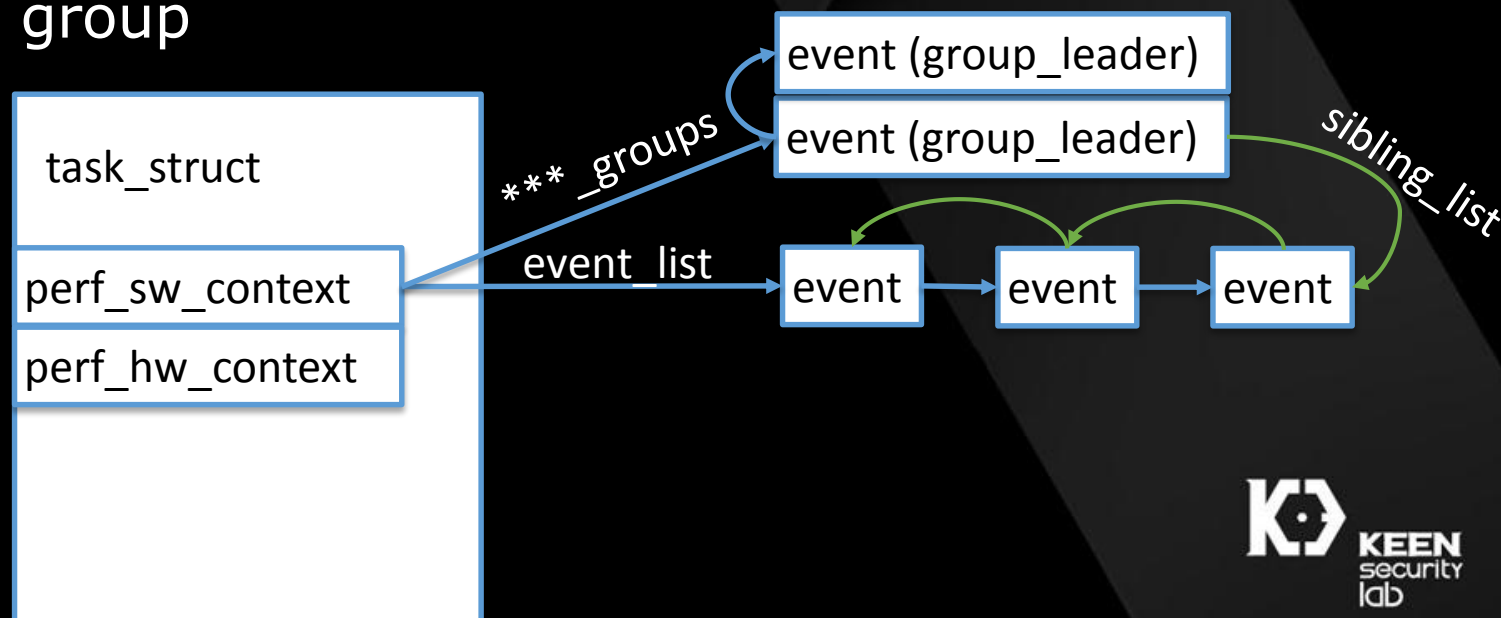 group
task_struct
perf_sw_context
perf_hw_context
***_groups
event_list
event (group_leader)
event (group_leader)
sibling_list
event
event
event
KEEN
security
lab